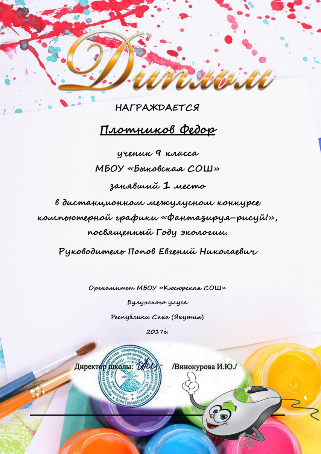 Диплом
НАГРАЖДАЕТСЯ
Плотников Федор
ученик 9 класса
МБОУ «Быковская СОШ»
занявший 1 место
в дистанционном межулусном конкурсе
компьютерной графики «Фантазируя-рисуй!»,
посвященный Году экологии.
Руководитель Попов Евгений Николаевич
Оргкомитет МБОУ «Кюсюрская СОШ»
Булунского улуса
Республики Саха (Якутия)
2017г.
Директор школы: /Винокурова И.Ю./